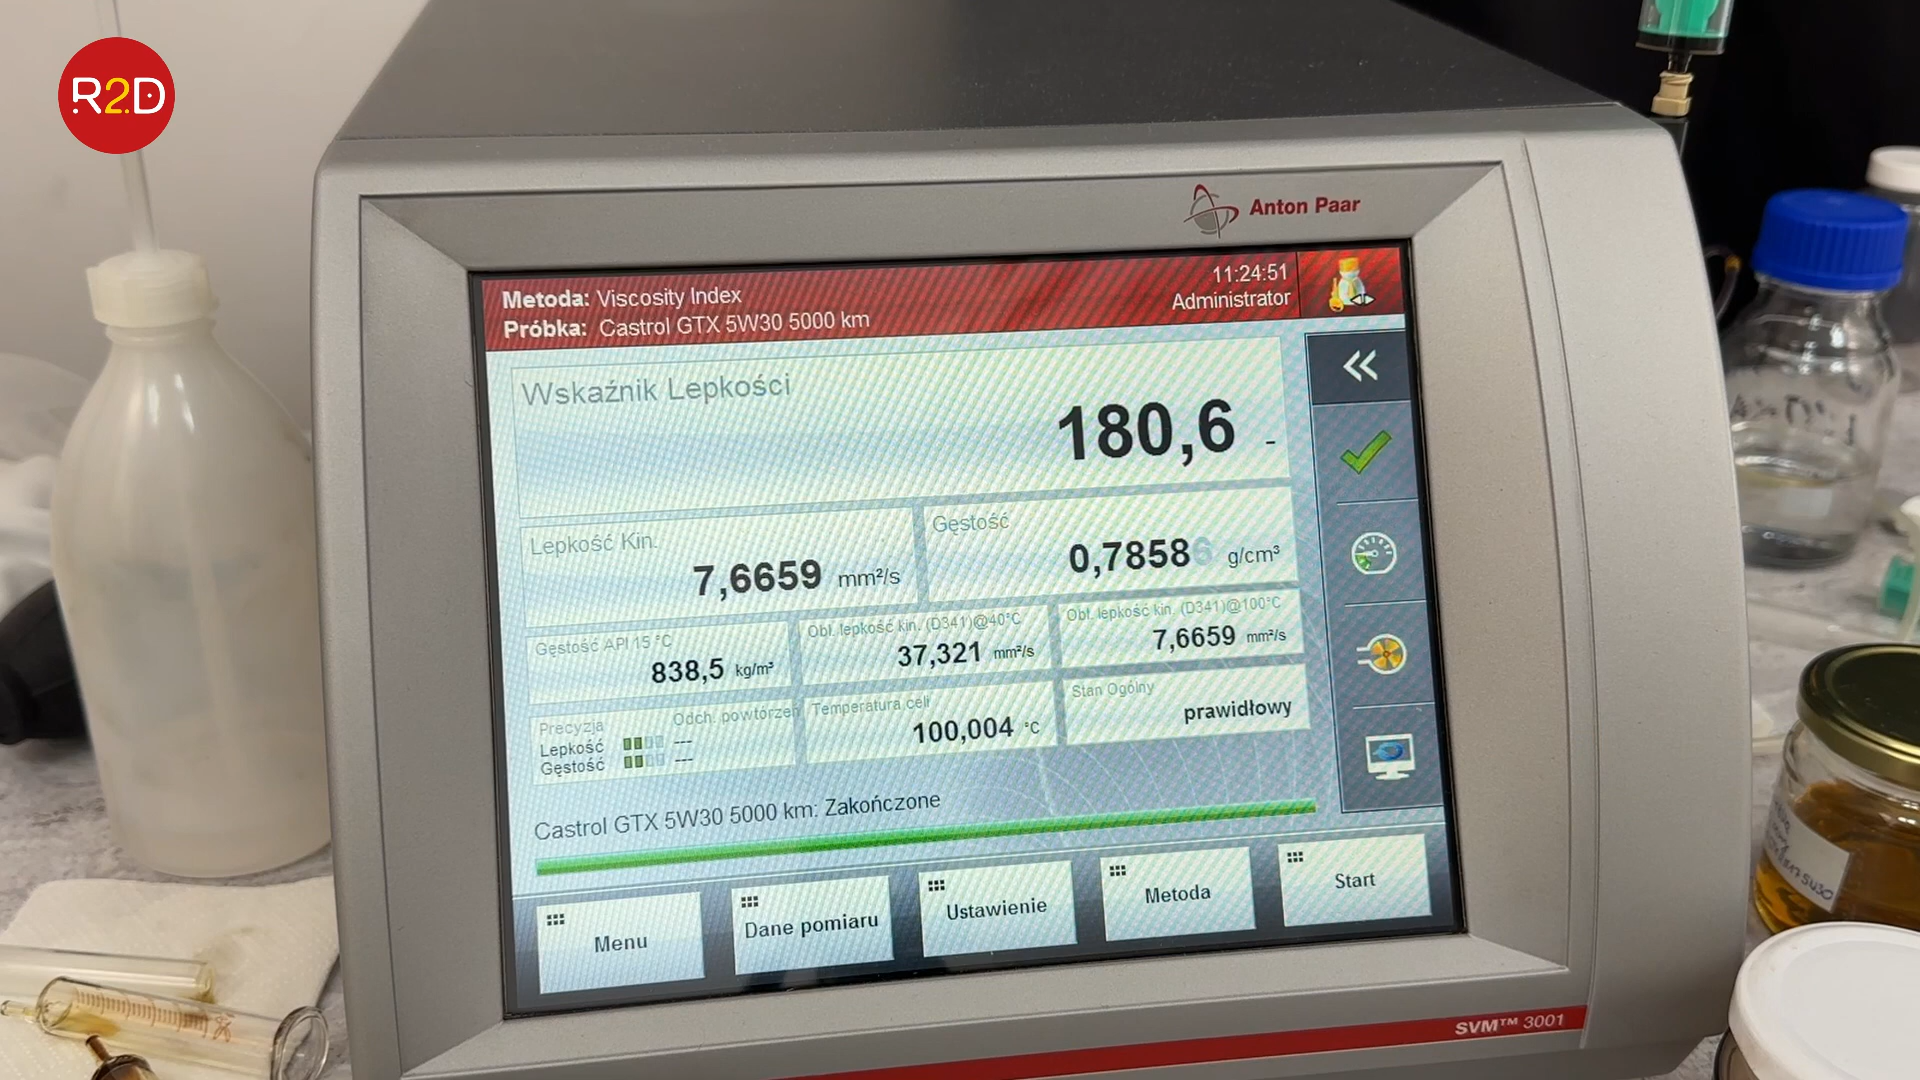 R2D
Anton Paar
Metoda: Viscosity Index
11:24:51
Próbka: Castrol GTX 5W30 5000 km
Administrator
Wskaźnik Lepkości
180,6 -
Lepkość Kin.
7,6659 mm²/s
Gęstość
0,78586 g/cm³
Gęstość API 15 °C
838,5 kg/m³
Obl. lepkość kin. (D341)@40°C
37,321 mm²/s
Obl. lepkość kin. (D341)@100°C
7,6659 mm²/s
Precyzja
Odch. powtórzeń
Lepkość ---
Gęstość ---
Temperatura celi
100,004 °C
Stan Ogólny
prawidłowy
Castrol GTX 5W30 5000 km: Zakończone
Menu
Dane pomiaru
Ustawienie
Metoda
Start
SVM™ 3001
5W30